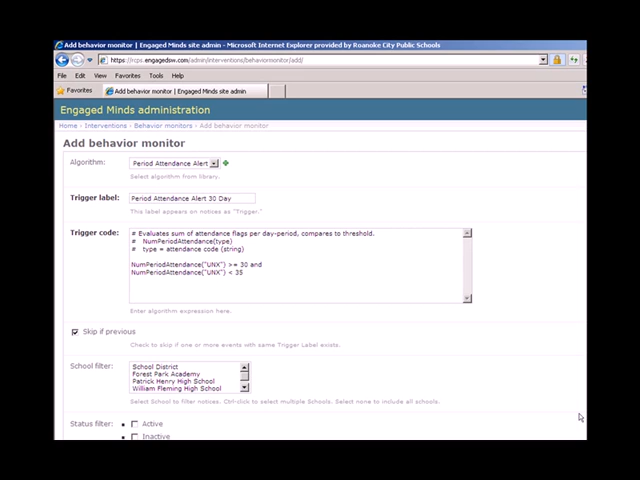 Add behavior monitor | Engaged Minds site admin - Microsoft Internet Explorer provided by Roanoke City Public Schools
https://rcps.engagedsw.com/admin/interventions/behaviormonitor/add/
File Edit View Favorites Tools Help
Favorites Add behavior monitor | Engaged Minds site admin
Engaged Minds administration
Home › Interventions › Behavior monitors › Add behavior monitor
Add behavior monitor
Algorithm: Period Attendance Alert
Select algorithm from library.
Trigger label: Period Attendance Alert 30 Day
This label appears on notices as "Trigger."
Trigger code: # Evaluates sum of attendance flags per day-period, compares to threshold.
# NumPeriodAttendance(type)
# type = attendance code (string)
NumPeriodAttendance("UNX") >= 30 and
NumPeriodAttendance("UNX") < 35
Enter algorithm expression here.
Skip if previous
Check to skip if one or more events with same Trigger Label exists.
School filter: School District
Forest Park Academy
Patrick Henry High School
William Fleming High School
Select School to filter notices. Ctrl-click to select multiple Schools. Select none to include all schools.
Status filter: Active
Inactive